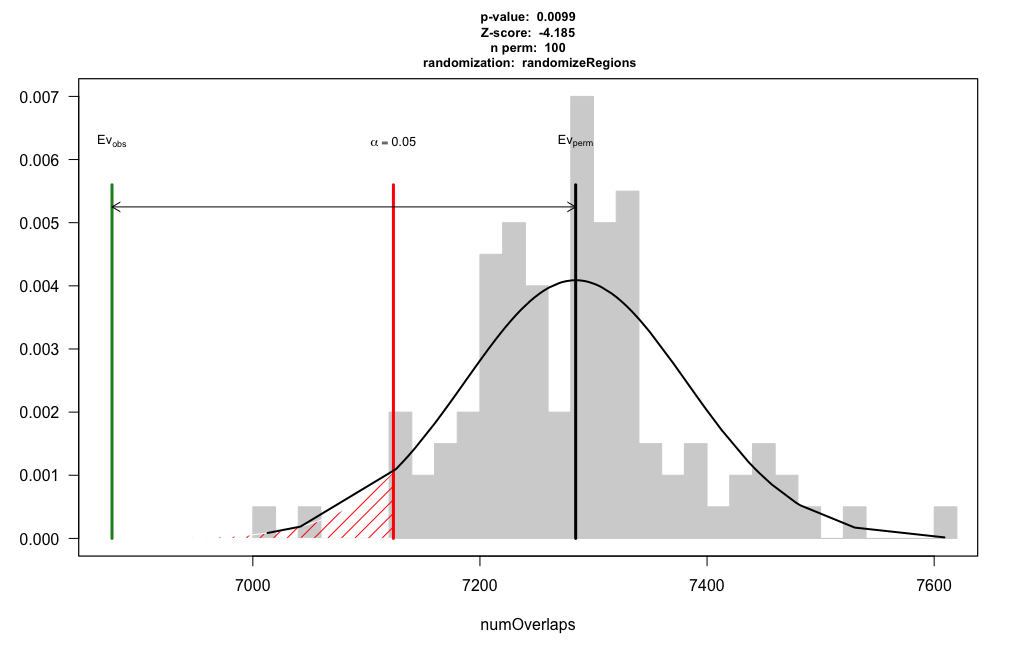 p-value: 0.0099
Z-score: -4.185
n perm: 100
randomization: randomizeRegions
0.007
0.006
0.005
0.004
0.003
0.002
0.001
0.000
Evobs
α = 0.05
Evperm
7000
7200
7400
7600
numOverlaps